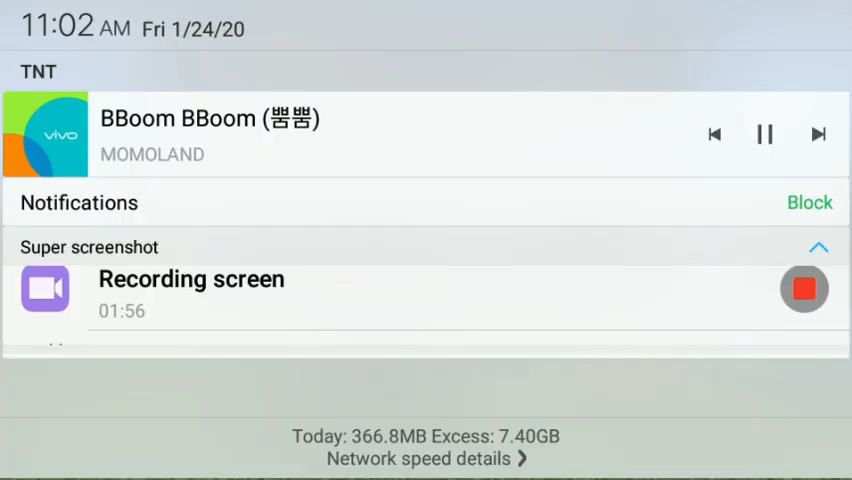 11:02 AM Fri 1/24/20
TNT
vivo
BBoom BBoom (뿜뿜)
MOMOLAND
Notifications Block
Super screenshot
Recording screen
01:56
Today: 366.8MB Excess: 7.40GB
Network speed details